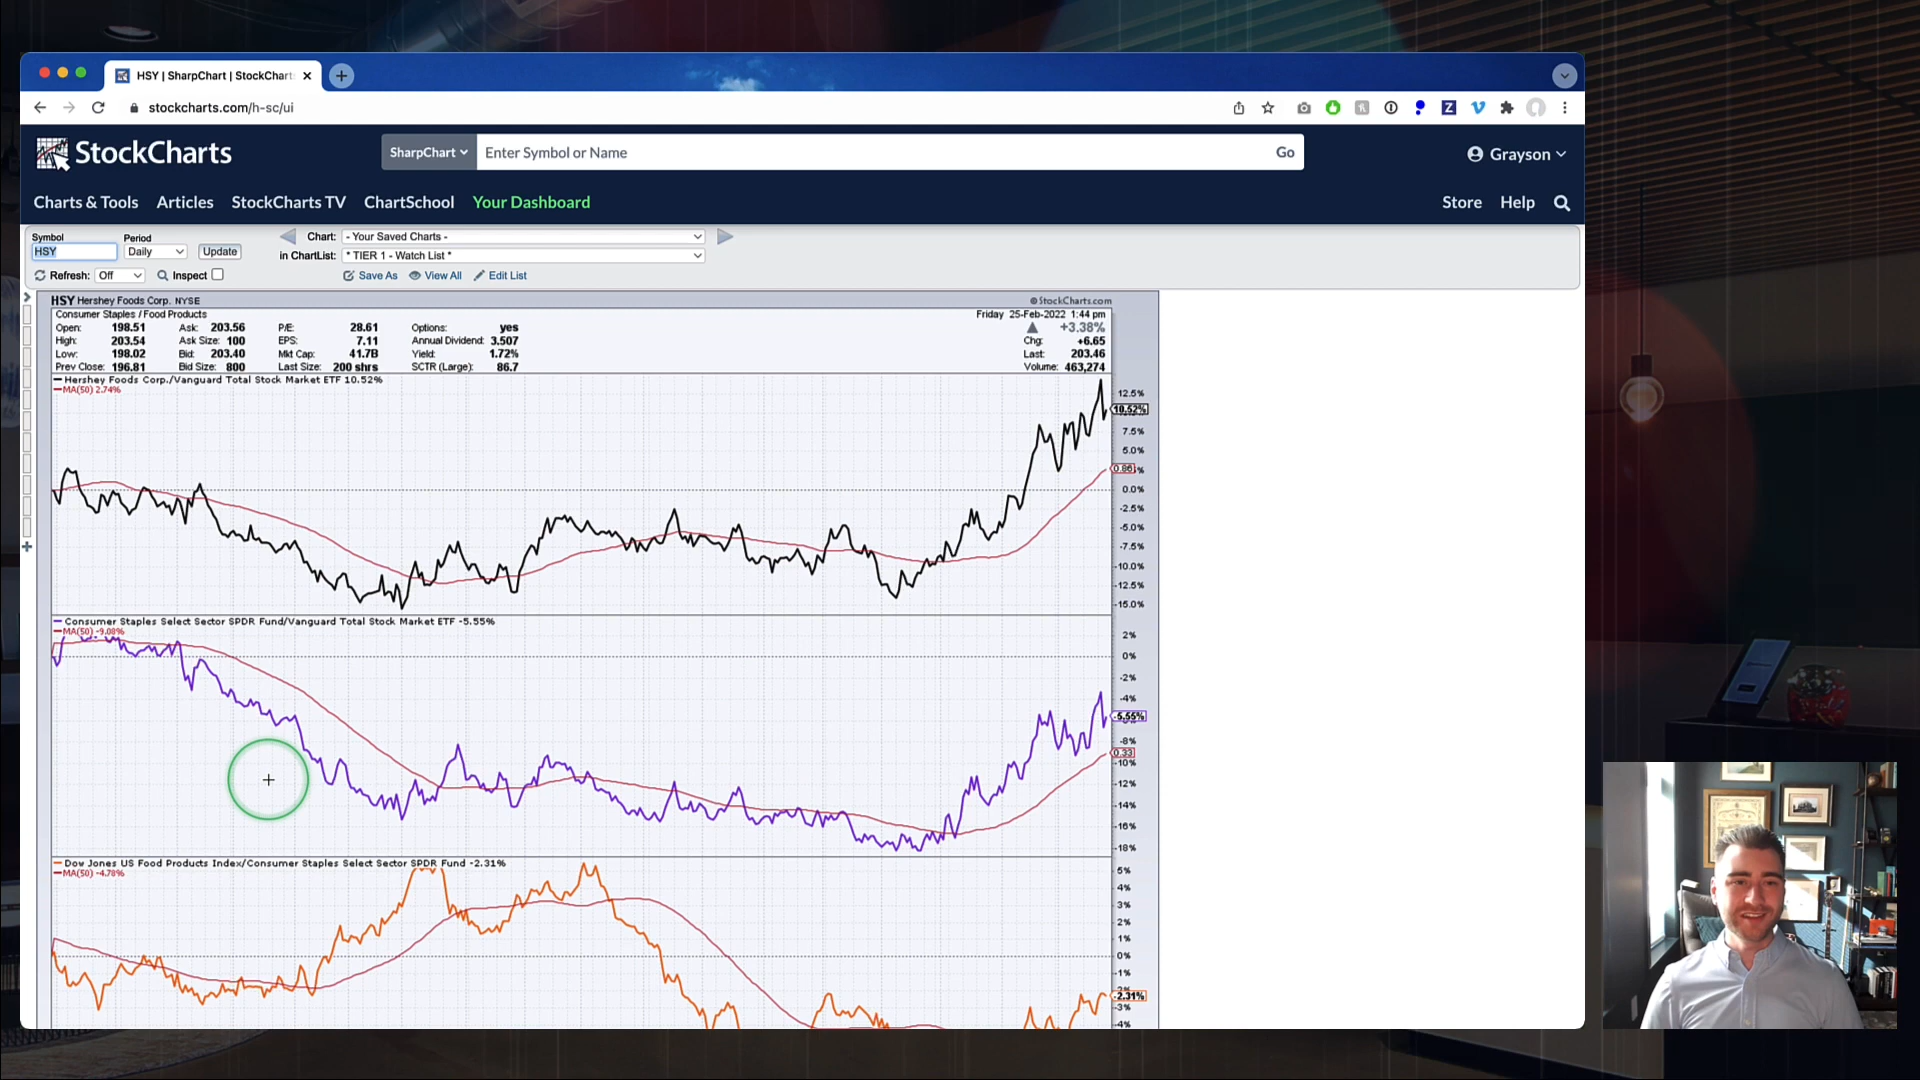 HSY | SharpChart | StockChart
stockcharts.com/h-sc/ui
StockCharts
SharpChart
Enter Symbol or Name
Go
Grayson
Charts & Tools Articles StockCharts TV ChartSchool Your Dashboard
Store Help
Symbol Period
HSY Daily Update
Chart: - Your Saved Charts -
in ChartList: * TIER 1 - Watch List *
Refresh: Off Inspect
Save As View All Edit List
HSY Hershey Foods Corp. NYSE
© StockCharts.com
Consumer Staples / Food Products
Friday 25-Feb-2022 1:44 pm
Open: 198.51 Ask: 203.56 P/E: 28.61 Options: yes
+3.38%
High: 203.54 Ask Size: 100 EPS: 7.11 Annual Dividend: 3.507
Chg: +6.65
Low: 198.02 Bid: 203.40 Mkt Cap: 41.7B Yield: 1.72%
Last: 203.46
Prev Close: 196.81 Bid Size: 800 Last Size: 200 shrs SCTR (Large): 86.7
Volume: 463,274
Hershey Foods Corp./Vanguard Total Stock Market ETF 10.52%
MA(50) 2.74%
12.5%
10.52%
7.5%
5.0%
0.0%
-2.5%
-5.0%
-7.5%
-10.0%
-12.5%
-15.0%
Consumer Staples Select Sector SPDR Fund/Vanguard Total Stock Market ETF -5.55%
MA(50) -9.08%
2%
0%
-2%
-4%
-5.55%
-8%
-10%
-12%
-14%
-16%
-18%
Dow Jones US Food Products Index/Consumer Staples Select Sector SPDR Fund -2.31%
MA(50) -4.78%
5%
4%
3%
2%
1%
0%
-1%
-2.31%
-3%
-4%